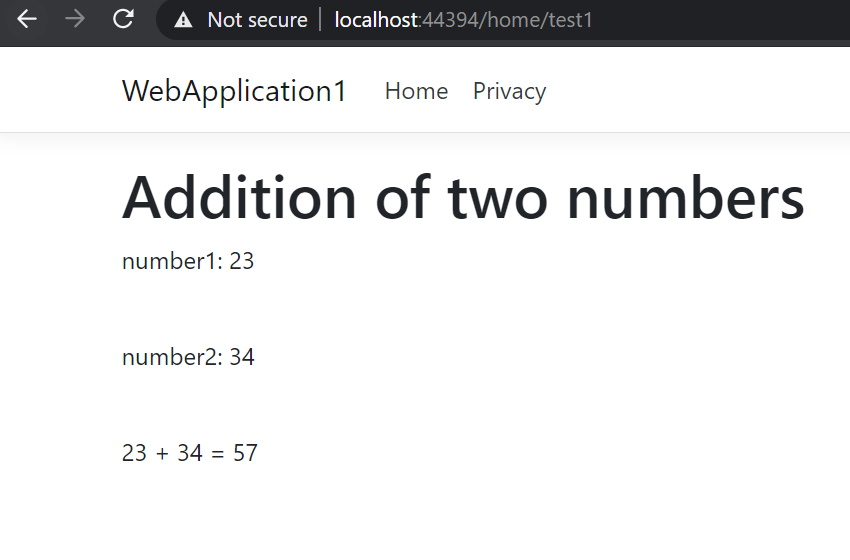 Not secure | localhost:44394/home/test1
WebApplication1 Home Privacy
Addition of two numbers
number1: 23
number2: 34
23 + 34 = 57